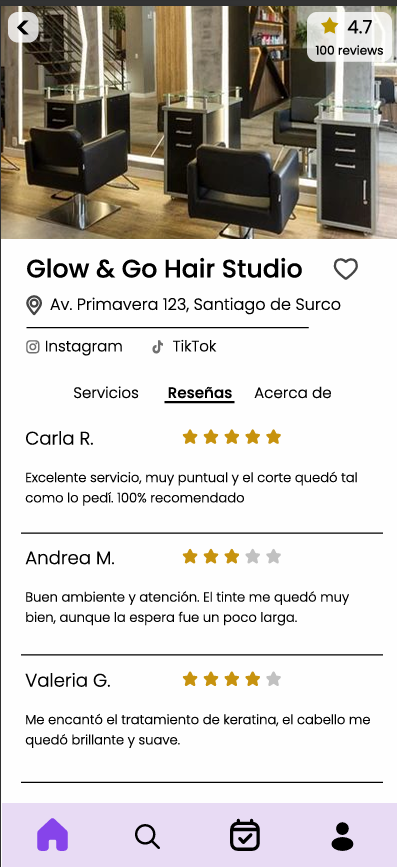 4.7
100 reviews
Glow & Go Hair Studio
Av. Primavera 123, Santiago de Surco
Instagram TikTok
Servicios Reseñas Acerca de
Carla R.
Excelente servicio, muy puntual y el corte quedó tal
como lo pedí. 100% recomendado
Andrea M.
Buen ambiente y atención. El tinte me quedó muy
bien, aunque la espera fue un poco larga.
Valeria G.
Me encantó el tratamiento de keratina, el cabello me
quedó brillante y suave.